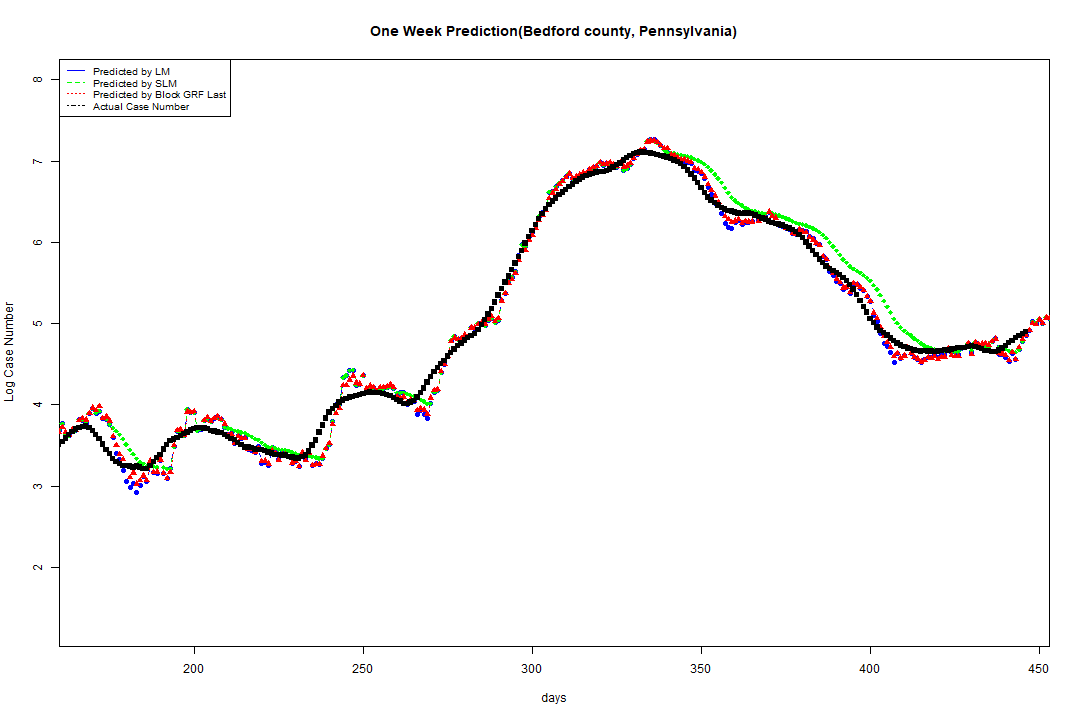 One Week Prediction(Bedford county, Pennsylvania)
Predicted by LM
Predicted by SLM
Predicted by Block GRF Last
Actual Case Number
8
7
6
5
4
3
2
Log Case Number
200 250 300 350 400 450
days